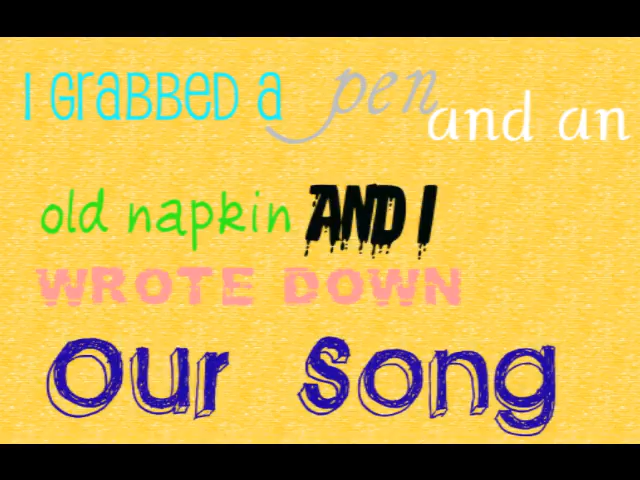 I GRABBED A pen and an
old napkin AND I
WROTE DOWN
Our Song